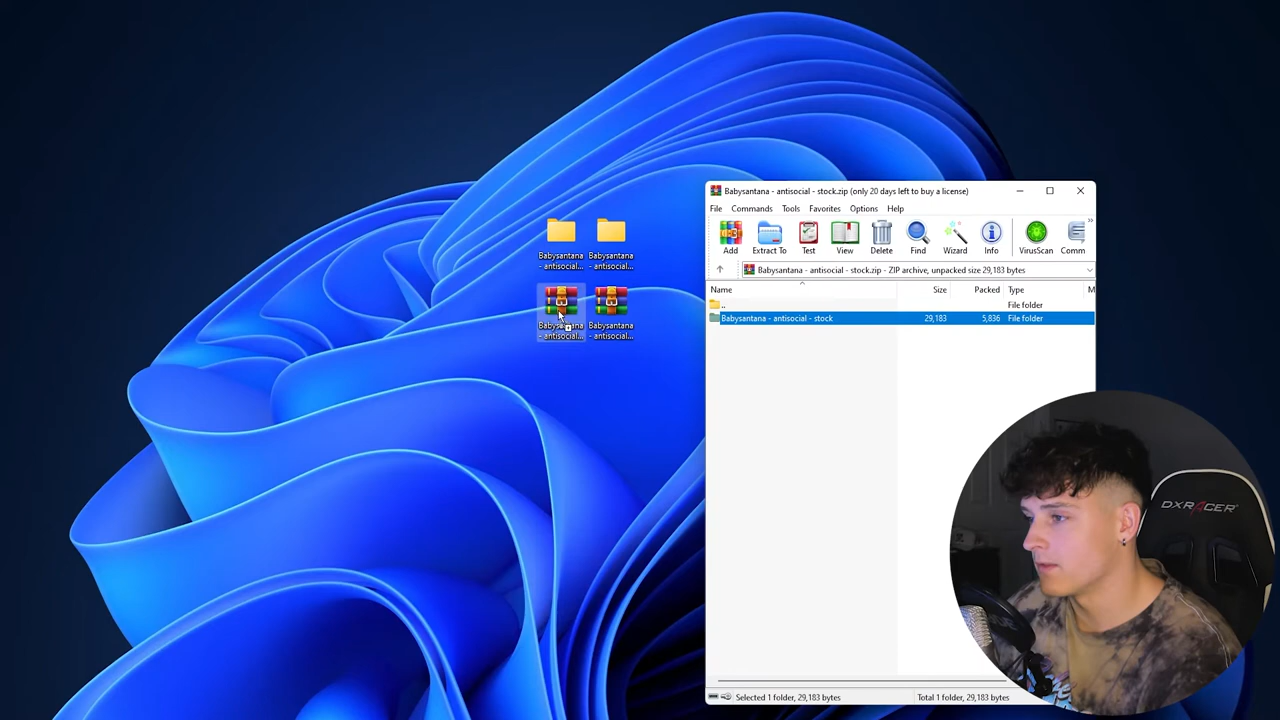 Babysantana - antisocial - stock.zip (only 20 days left to buy a license)
File Commands Tools Favorites Options Help
Add Extract To Test View Delete Find Wizard Info VirusScan Comm
Babysantana - antisocial - stock.zip - ZIP archive, unpacked size 29,183 bytes
Name Size Packed Type M
.. File folder
Babysantana - antisocial - stock 29,183 5,836 File folder
Selected 1 folder, 29,183 bytes Total 1 folder, 29,183 bytes
Babysantana
- antisocial...
Babysantana
- antisocial...
Babysantana
- antisocial...
Babysantana
- antisocial...
DXRACER